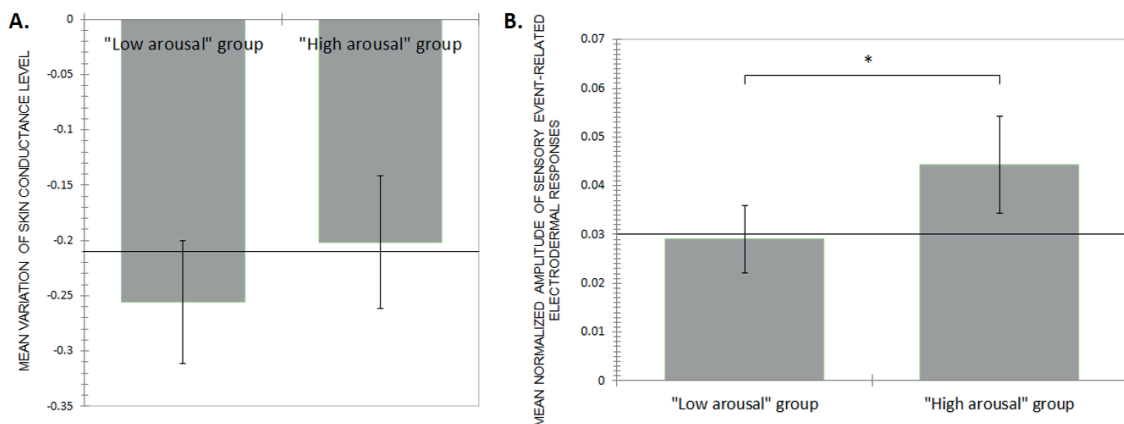 A.
MEAN VARIATION OF SKIN CONDUCTANCE LEVEL
0
-0.05
-0.1
-0.15
-0.2
-0.25
-0.3
-0.35
"Low arousal" group
"High arousal" group
B.
MEAN NORMALIZED AMPLITUDE OF SENSORY EVENT-RELATED
ELECTRODERMAL RESPONSES
0.07
0.06
0.05
0.04
0.03
0.02
0.01
0
*
"Low arousal" group
"High arousal" group